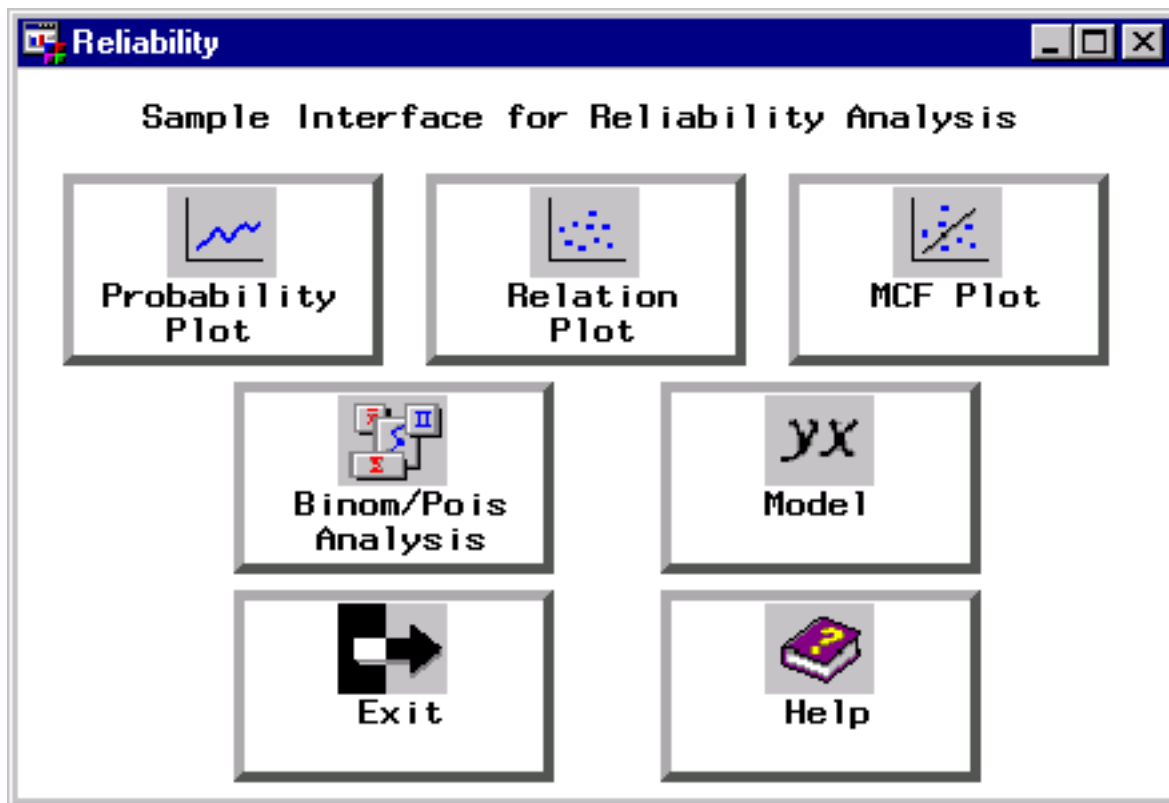 Reliability
Sample Interface for Reliability Analysis
Probability
Plot
Relation
Plot
MCF Plot
Binom/Pois
Analysis
yx
Model
Exit
?
Help